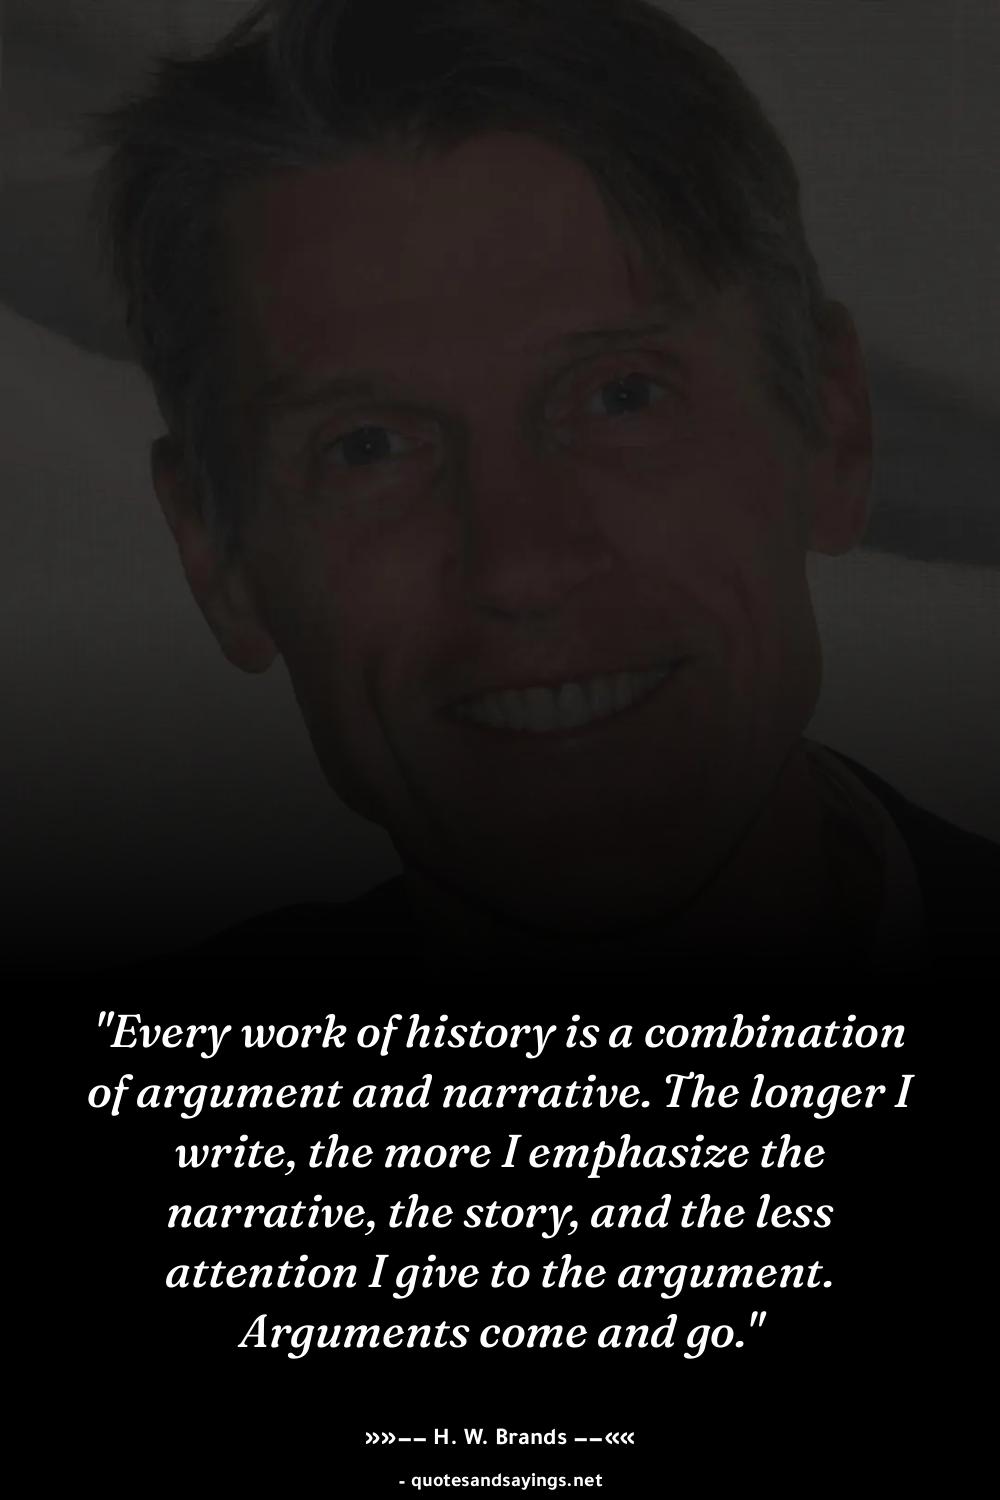 "Every work of history is a combination
of argument and narrative. The longer I
write, the more I emphasize the
narrative, the story, and the less
attention I give to the argument.
Arguments come and go."
»»−− H. W. Brands −−««
- quotesandsayings.net